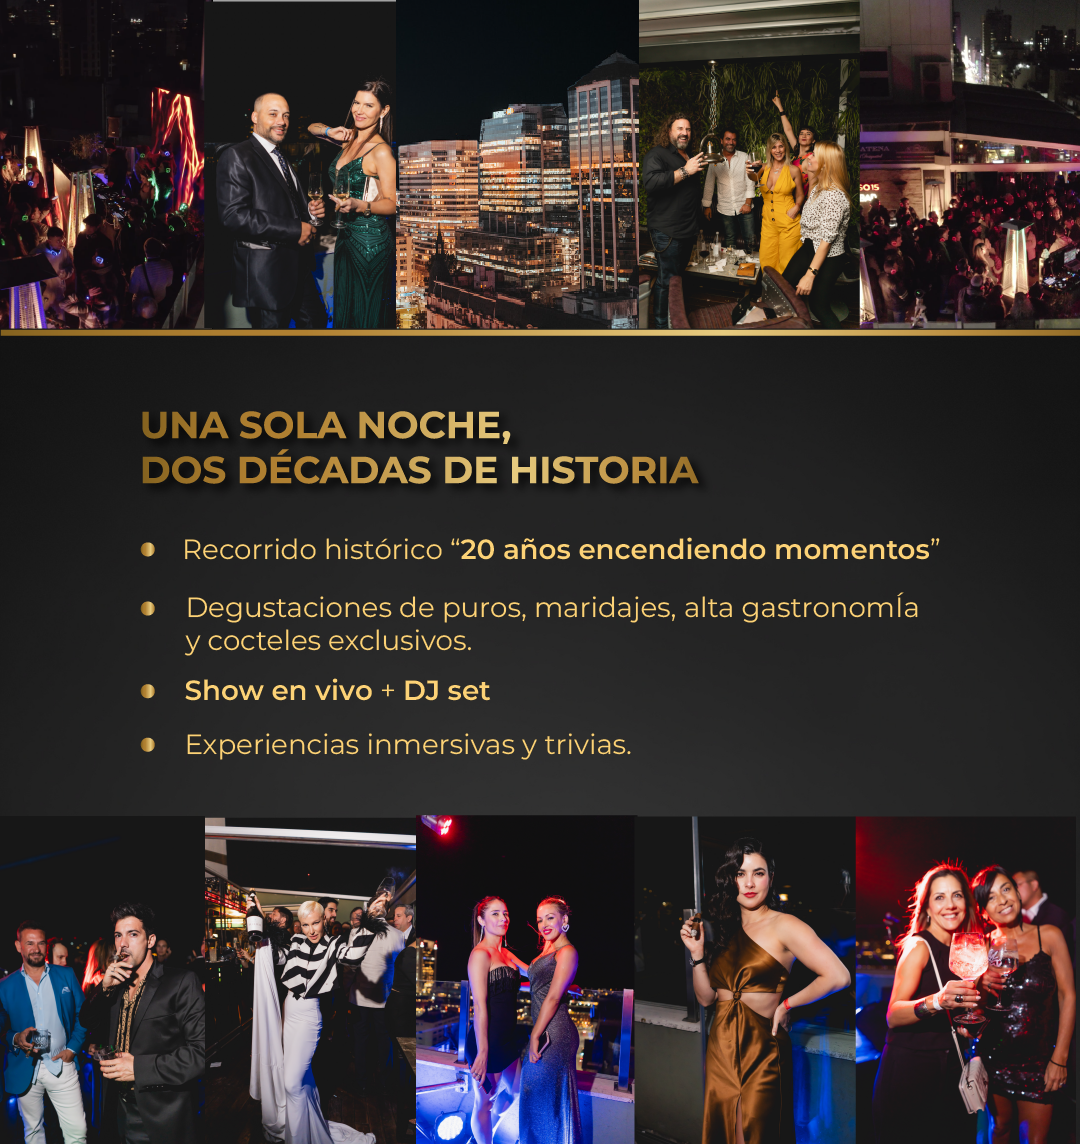 UNA SOLA NOCHE,
DOS DÉCADAS DE HISTORIA
Recorrido histórico “20 años encendiendo momentos”
Degustaciones de puros, maridajes, alta gastronomÍa
y cocteles exclusivos.
Show en vivo + DJ set
Experiencias inmersivas y trivias.